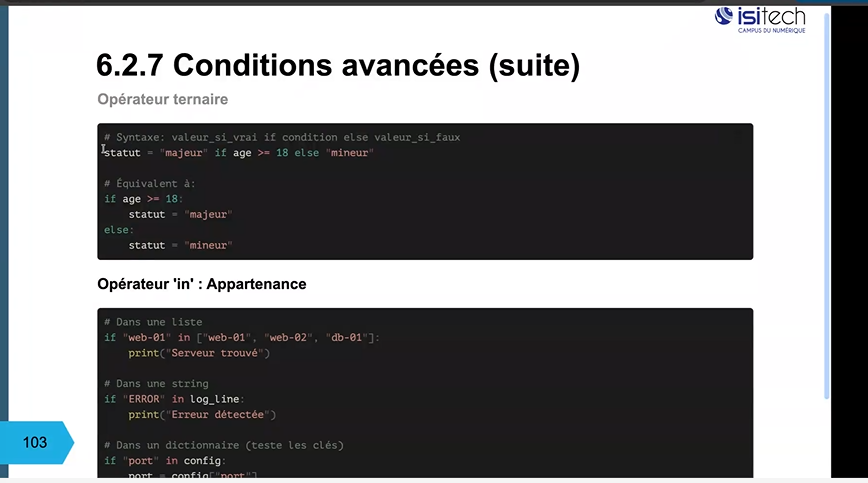 isitech
CAMPUS DU NUMÉRIQUE
6.2.7 Conditions avancées (suite)
Opérateur ternaire
# Syntaxe: valeur_si_vrai if condition else valeur_si_faux
statut = "majeur" if age >= 18 else "mineur"
# Équivalent à:
if age >= 18:
statut = "majeur"
else:
statut = "mineur"
Opérateur 'in' : Appartenance
# Dans une liste
if "web-01" in ["web-01", "web-02", "db-01"]:
print("Serveur trouvé")
# Dans une string
if "ERROR" in log_line:
print("Erreur détectée")
# Dans un dictionnaire (teste les clés)
if "port" in config:
port = config["port"]
103